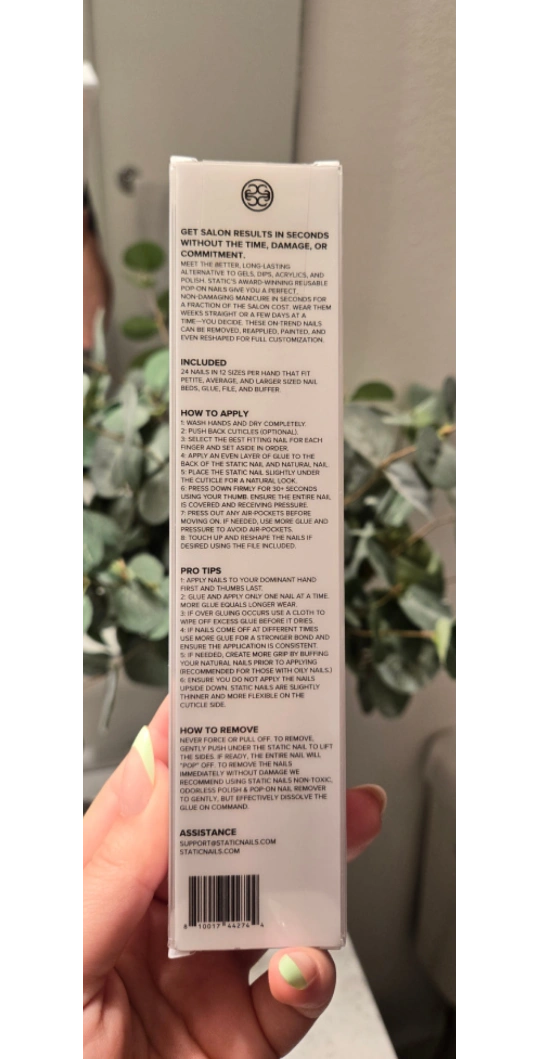 GET SALON RESULTS IN SECONDS
WITHOUT THE TIME, DAMAGE, OR
COMMITMENT.
MEET THE BETTER, LONG-LASTING
ALTERNATIVE TO GELS, DIPS, ACRYLICS, AND
POLISH. STATIC'S AWARD-WINNING REUSABLE
POP-ON NAILS GIVE YOU A PERFECT,
NON-DAMAGING MANICURE IN SECONDS FOR
A FRACTION OF THE SALON COST. WEAR THEM
WEEKS STRAIGHT OR A FEW DAYS AT A
TIME—YOU DECIDE. THESE ON-TREND NAILS
CAN BE REMOVED, REAPPLIED, PAINTED, AND
EVEN RESHAPED FOR FULL CUSTOMIZATION.
INCLUDED
24 NAILS IN 12 SIZES PER HAND THAT FIT
PETITE, AVERAGE, AND LARGER SIZED NAIL
BEDS, GLUE, FILE, AND BUFFER.
HOW TO APPLY
1: WASH HANDS AND DRY COMPLETELY.
2: PUSH BACK CUTICLES (OPTIONAL).
3: SELECT THE BEST FITTING NAIL FOR EACH
FINGER AND SET ASIDE IN ORDER.
4: APPLY AN EVEN LAYER OF GLUE TO THE
BACK OF THE STATIC NAIL AND NATURAL NAIL.
5: PLACE THE STATIC NAIL SLIGHTLY UNDER
THE CUTICLE FOR A NATURAL LOOK.
6: PRESS DOWN FIRMLY FOR 30+ SECONDS
USING YOUR THUMB. ENSURE THE ENTIRE NAIL
IS COVERED AND RECEIVING PRESSURE.
7: PRESS OUT ANY AIR-POCKETS BEFORE
MOVING ON. IF NEEDED, USE MORE GLUE AND
PRESSURE TO AVOID AIR-POCKETS.
8: TOUCH UP AND RESHAPE THE NAILS IF
DESIRED USING THE FILE INCLUDED.
PRO TIPS
1: APPLY NAILS TO YOUR DOMINANT HAND
FIRST AND THUMBS LAST.
2: GLUE AND APPLY ONLY ONE NAIL AT A TIME.
MORE GLUE EQUALS LONGER WEAR.
3: IF OVER GLUING OCCURS USE A CLOTH TO
WIPE OFF EXCESS GLUE BEFORE IT DRIES.
4: IF NAILS COME OFF AT DIFFERENT TIMES
USE MORE GLUE FOR A STRONGER BOND AND
ENSURE THE APPLICATION IS CONSISTENT.
5: IF NEEDED, CREATE MORE GRIP BY BUFFING
YOUR NATURAL NAILS PRIOR TO APPLYING
(RECOMMENDED FOR THOSE WITH OILY NAILS.)
6: ENSURE YOU DO NOT APPLY THE NAILS
UPSIDE DOWN. STATIC NAILS ARE SLIGHTLY
THINNER AND MORE FLEXIBLE ON THE
CUTICLE SIDE.
HOW TO REMOVE
NEVER FORCE OR PULL OFF. TO REMOVE,
GENTLY PUSH UNDER THE STATIC NAIL TO LIFT
THE SIDES. IF READY, THE ENTIRE NAIL WILL
"POP" OFF. TO REMOVE THE NAILS
IMMEDIATELY WITHOUT DAMAGE WE
RECOMMEND USING STATIC NAILS NON-TOXIC,
ODORLESS POLISH & POP-ON NAIL REMOVER
TO GENTLY, BUT EFFECTIVELY DISSOLVE THE
GLUE ON COMMAND.
ASSISTANCE
SUPPORT@STATICNAILS.COM
STATICNAILS.COM
8 10017 44274 4